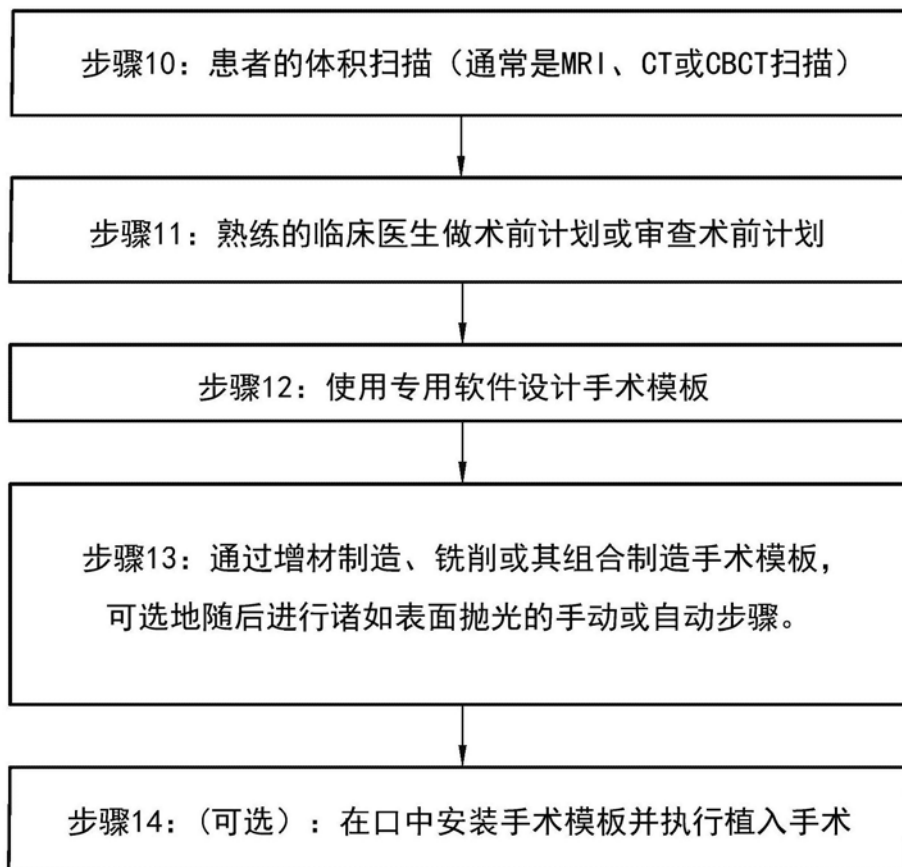 步骤10：患者的体积扫描（通常是MRI、CT或CBCT扫描）
步骤11：熟练的临床医生做术前计划或审查术前计划
步骤12：使用专用软件设计手术模板
步骤13：通过增材制造、铣削或其组合制造手术模板，
可选地随后进行诸如表面抛光的手动或自动步骤。
步骤14：（可选）：在口中安装手术模板并执行植入手术